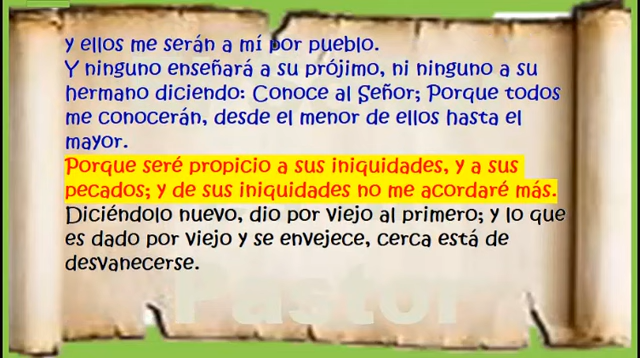 y ellos me serán a mí por pueblo.
Y ninguno enseñará a su prójimo, ni ninguno a su
hermano diciendo: Conoce al Señor; Porque todos
me conocerán, desde el menor de ellos hasta el
mayor.
Porque seré propicio a sus iniquidades, y a sus
pecados; y de sus iniquidades no me acordaré más.
Diciéndolo nuevo, dio por viejo al primero; y lo que
es dado por viejo y se envejece, cerca está de
desvanecerse.
Pastor